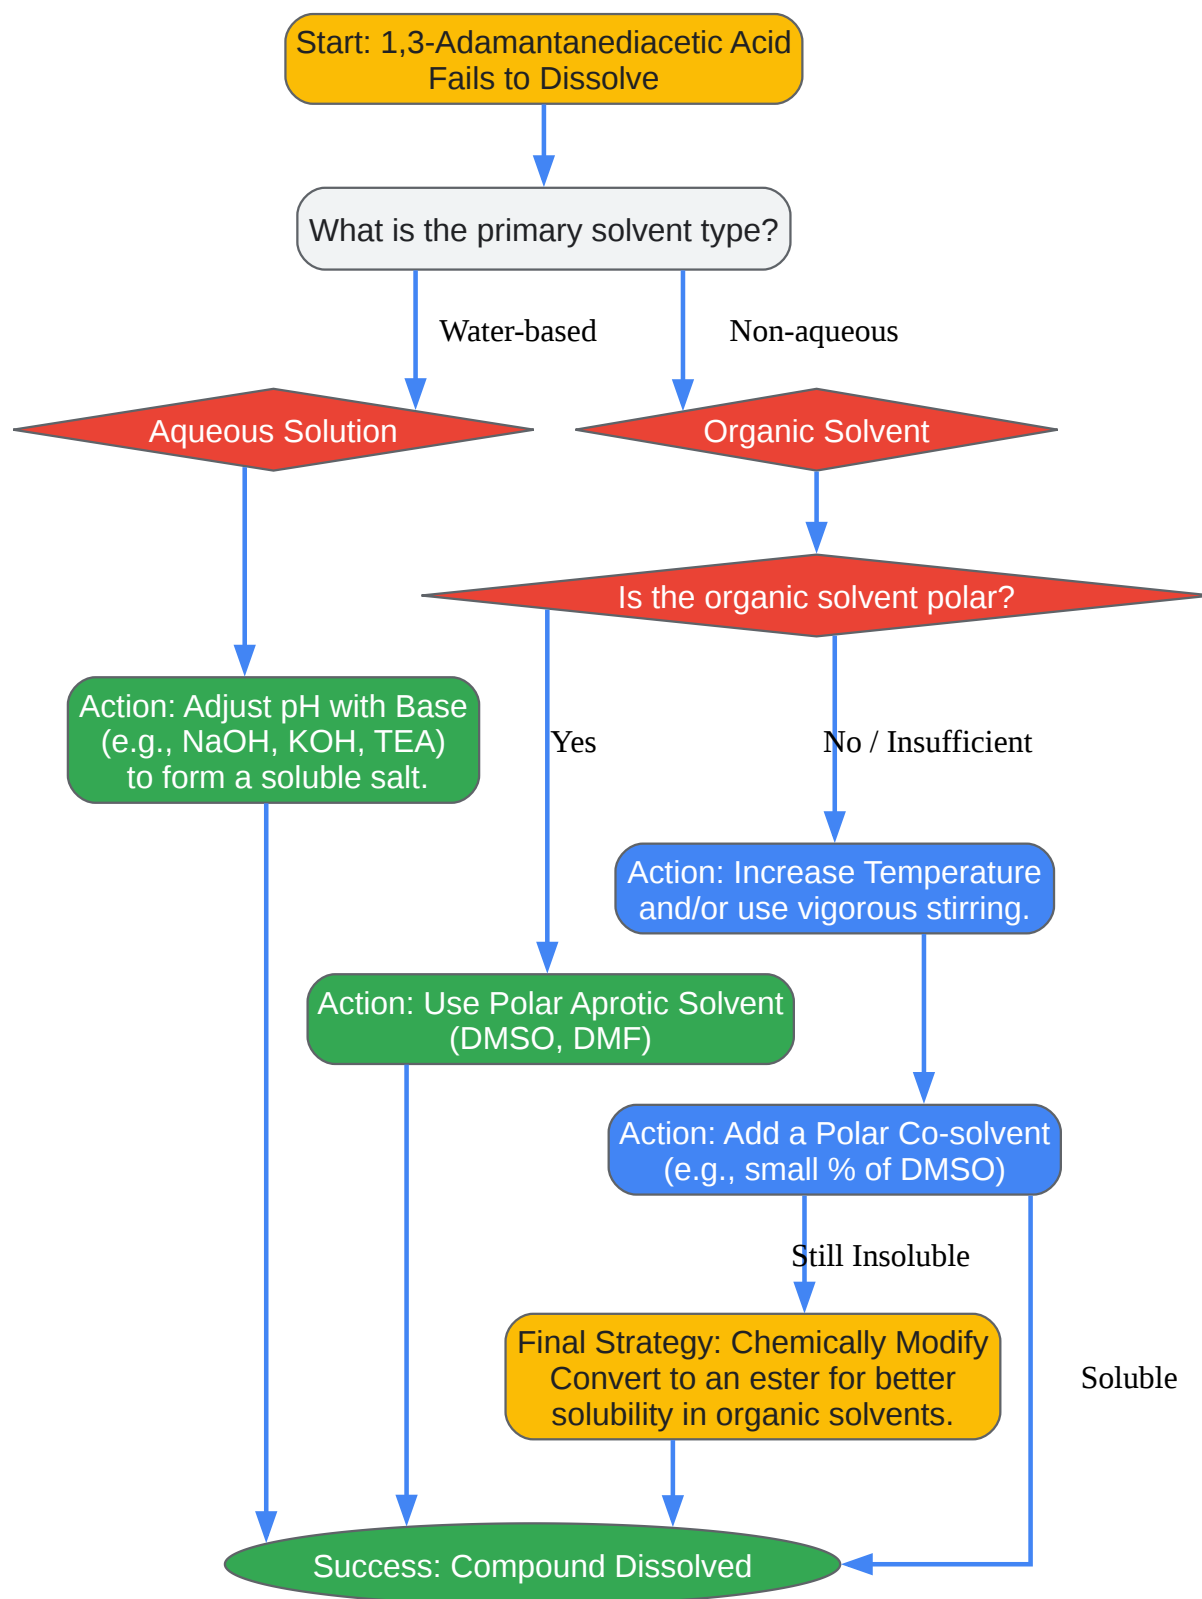 Start: 1,3-Adamantanediacetic Acid
Fails to Dissolve
What is the primary solvent type?
Water-based
Non-aqueous
Aqueous Solution
Organic Solvent
Is the organic solvent polar?
Action: Adjust pH with Base
(e.g., NaOH, KOH, TEA)
to form a soluble salt.
Yes
No / Insufficient
Action: Increase Temperature
and/or use vigorous stirring.
Action: Use Polar Aprotic Solvent
(DMSO, DMF)
Action: Add a Polar Co-solvent
(e.g., small % of DMSO)
Still Insoluble
Final Strategy: Chemically Modify
Convert to an ester for better
solubility in organic solvents.
Soluble
Success: Compound Dissolved